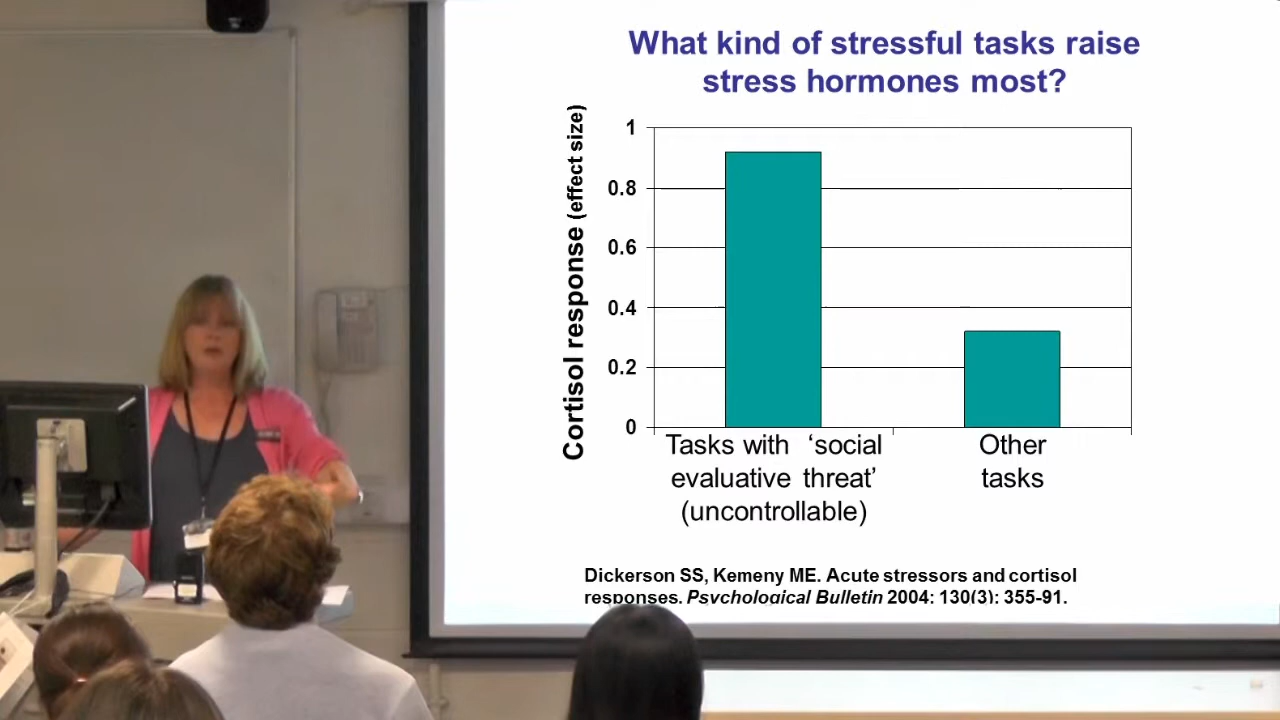 What kind of stressful tasks raise
stress hormones most?
Cortisol response (effect size)
1
0.8
0.6
0.4
0.2
0
Tasks with ‘social
evaluative threat’
(uncontrollable)
Other
tasks
Dickerson SS, Kemeny ME. Acute stressors and cortisol
responses. Psychological Bulletin 2004; 130(3): 355-91.